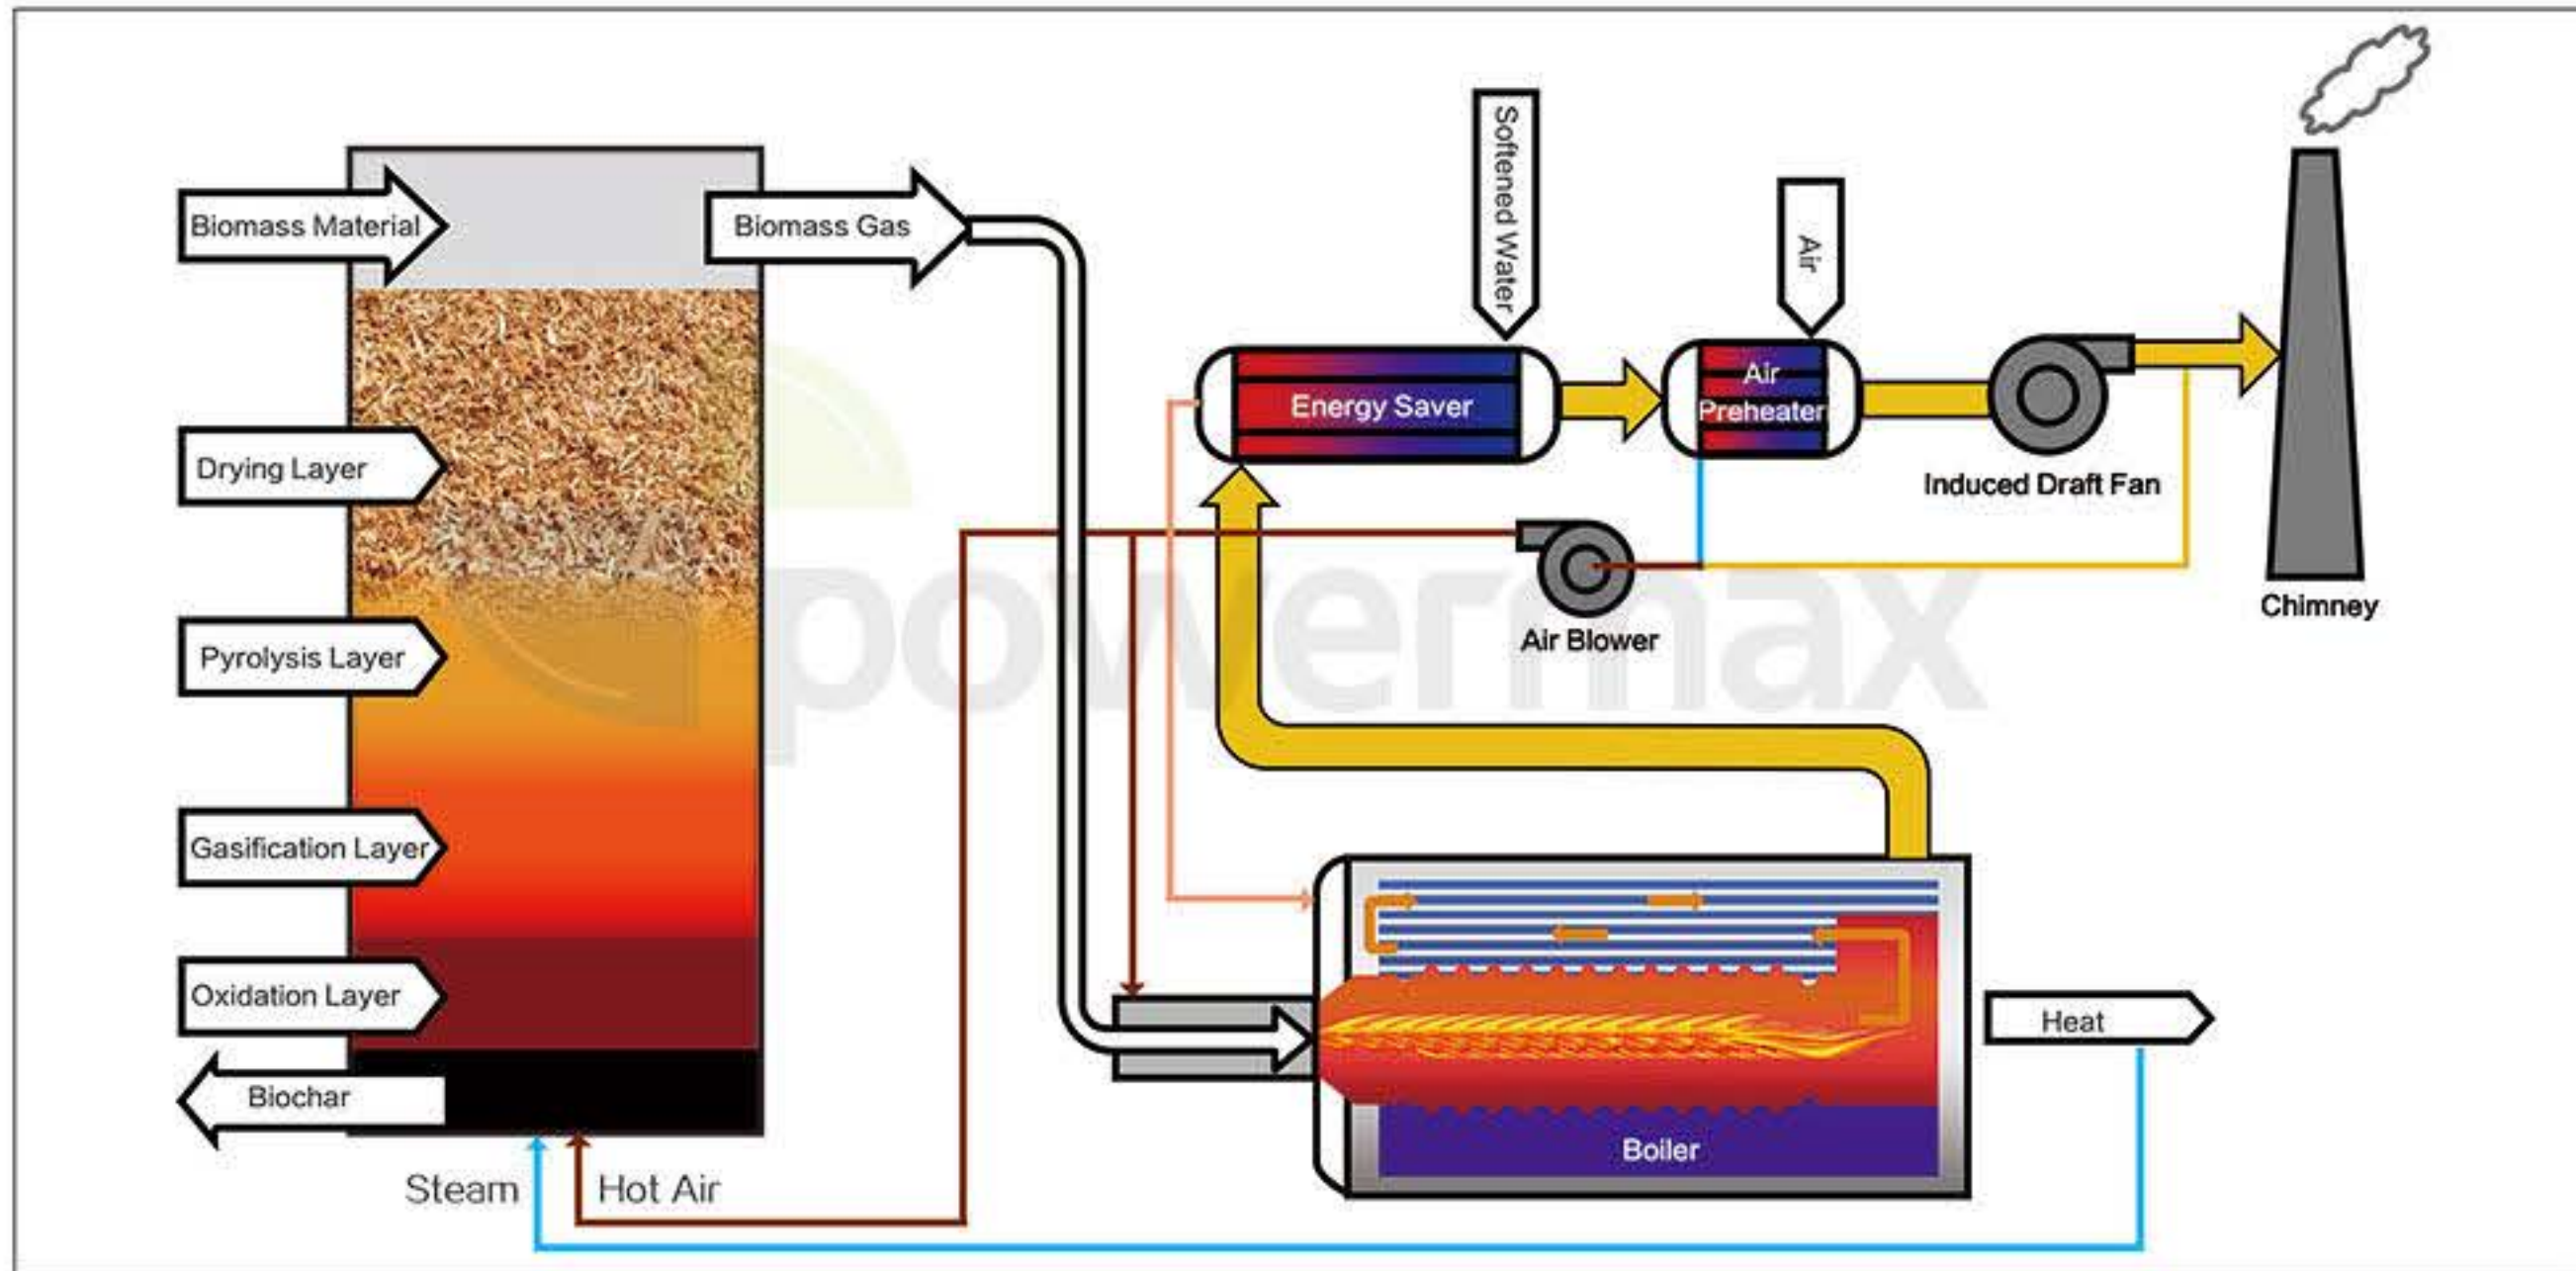 Biomass Material
Biomass Gas
Softened Water
Air
Energy Saver
Air
Preheater
Induced Draft Fan
Drying Layer
Air Blower
Chimney
powermax
Pyrolysis Layer
Gasification Layer
Oxidation Layer
Heat
Biochar
Boiler
Steam
Hot Air